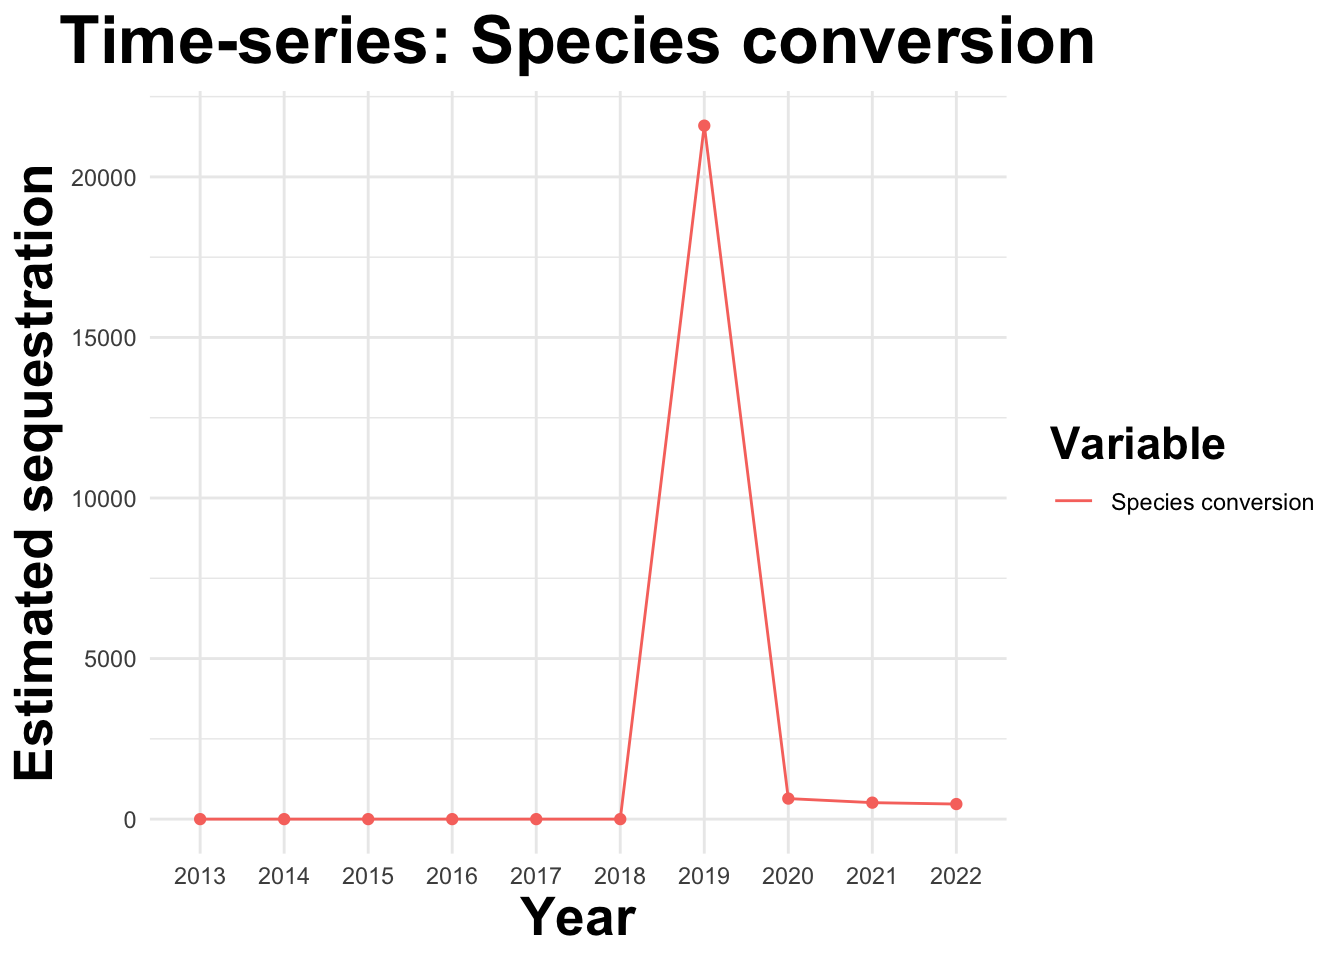 Time-series: Species conversion
Estimated sequestration
20000
15000
10000
5000
0
2013 2014 2015 2016 2017 2018 2019 2020 2021 2022
Year
Variable
Species conversion